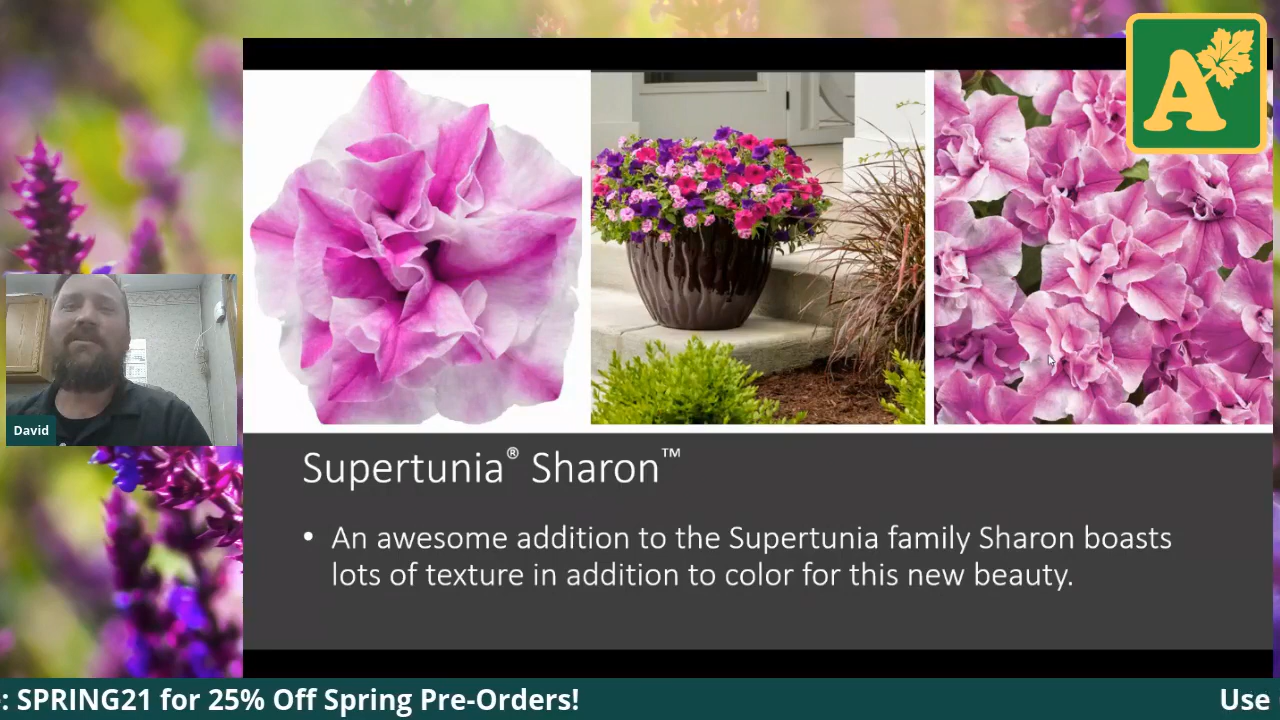 A
David
Supertunia® Sharon™
• An awesome addition to the Supertunia family Sharon boasts
lots of texture in addition to color for this new beauty.
: SPRING21 for 25% Off Spring Pre-Orders! Use